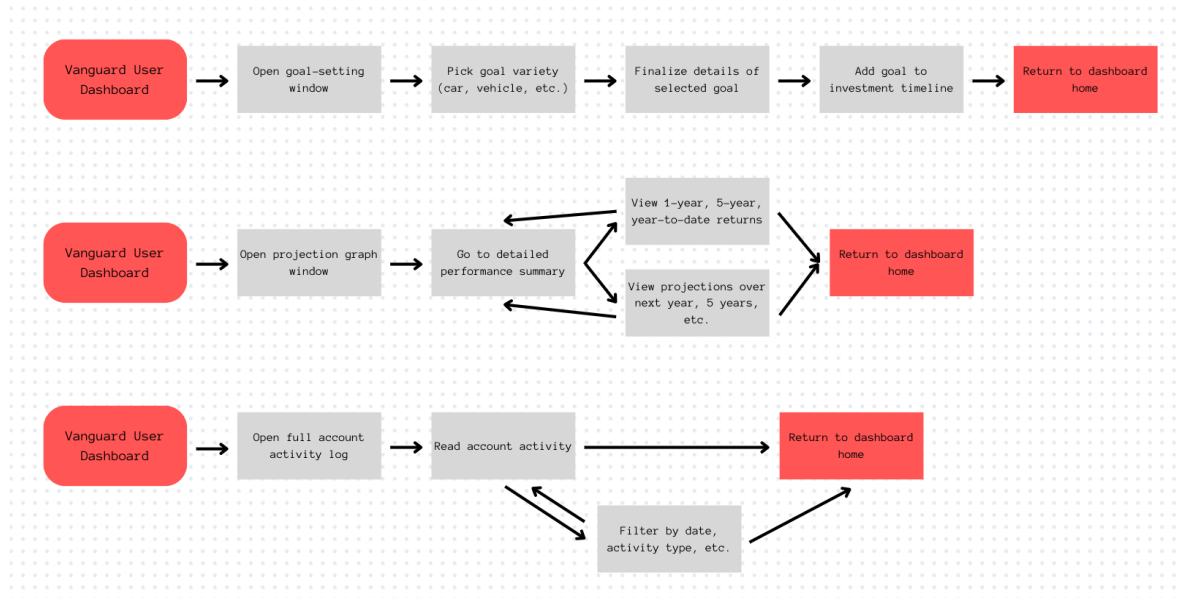 Vanguard User
Dashboard
Open goal-setting
window
Pick goal variety
(car, vehicle, etc.)
Finalize details of
selected goal
Add goal to
investment timeline
Return to dashboard
home
Vanguard User
Dashboard
Open projection graph
window
Go to detailed
performance summary
View 1-year, 5-year,
year-to-date returns
View projections over
next year, 5 years,
etc.
Return to dashboard
home
Vanguard User
Dashboard
Open full account
activity log
Read account activity
Filter by date,
activity type, etc.
Return to dashboard
home